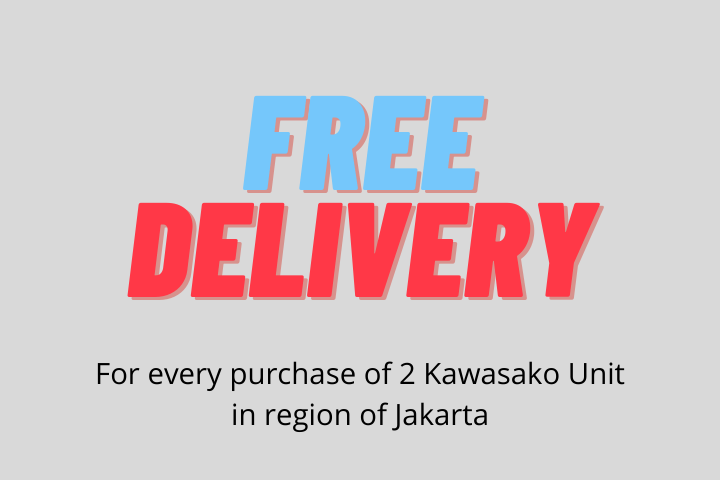 FREE
DELIVERY
For every purchase of 2 Kawasako Unit
in region of Jakarta